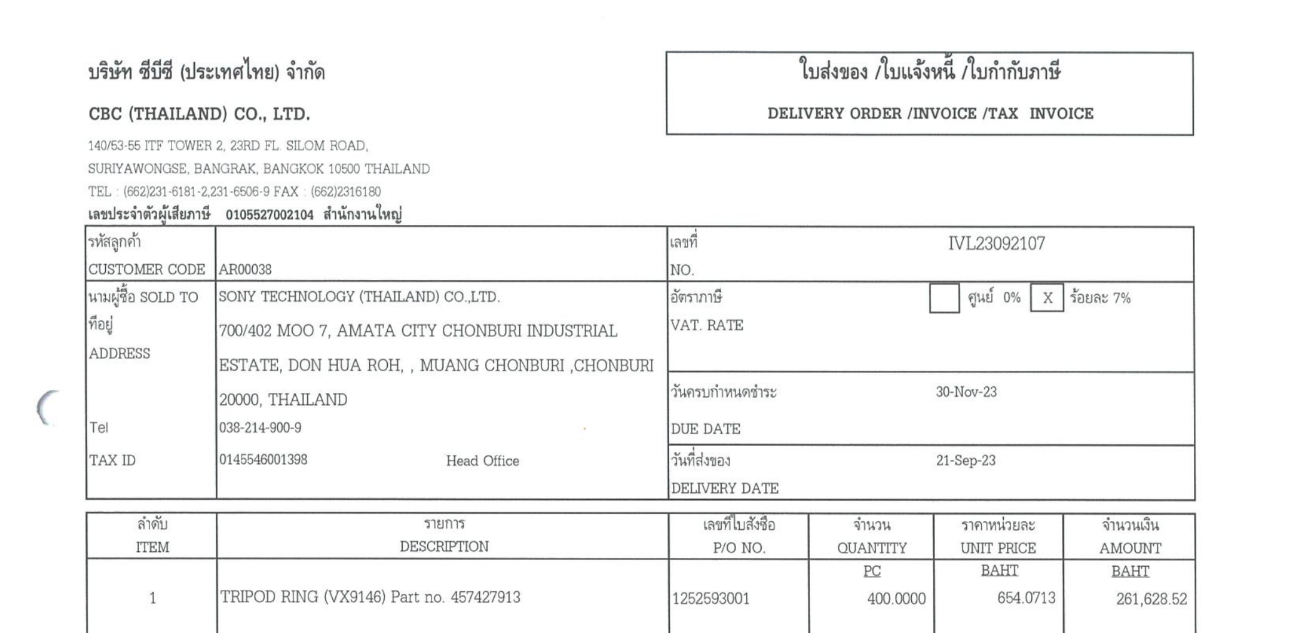 บริษัท ซีบีซี (ประเทศไทย) จำกัด
ใบส่งของ /ใบแจ้งหนี้ /ใบกำกับภาษี
CBC (THAILAND) CO., LTD.
DELIVERY ORDER /INVOICE /TAX INVOICE
140/53-55 ITF TOWER 2, 23RD FL. SILOM ROAD,
SURIYAWONGSE, BANGRAK, BANGKOK 10500 THAILAND
TEL : (662)231-6181-2,231-6506-9 FAX : (662)2316180
เลขประจำตัวผู้เสียภาษี 0105527002104 สำนักงานใหญ่
รหัสลูกค้า
CUSTOMER CODE AR00038
เลขที่ IVL23092107
NO.
นามผู้ซื้อ SOLD TO SONY TECHNOLOGY (THAILAND) CO.,LTD.
ที่อยู่ 700/402 MOO 7, AMATA CITY CHONBURI INDUSTRIAL
ADDRESS ESTATE, DON HUA ROH, , MUANG CHONBURI ,CHONBURI
20000, THAILAND
Tel 038-214-900-9
TAX ID 0145546001398 Head Office
อัตราภาษี ศูนย์ 0% X ร้อยละ 7%
VAT. RATE
วันครบกำหนดชำระ 30-Nov-23
DUE DATE
วันที่ส่งของ 21-Sep-23
DELIVERY DATE
ลำดับ รายการ เลขที่ใบสั่งซื้อ จำนวน ราคาหน่วยละ จำนวนเงิน
ITEM DESCRIPTION P/O NO. QUANTITY UNIT PRICE AMOUNT
PC BAHT BAHT
1 TRIPOD RING (VX9146) Part no. 457427913 1252593001 400.0000 654.0713 261,628.52